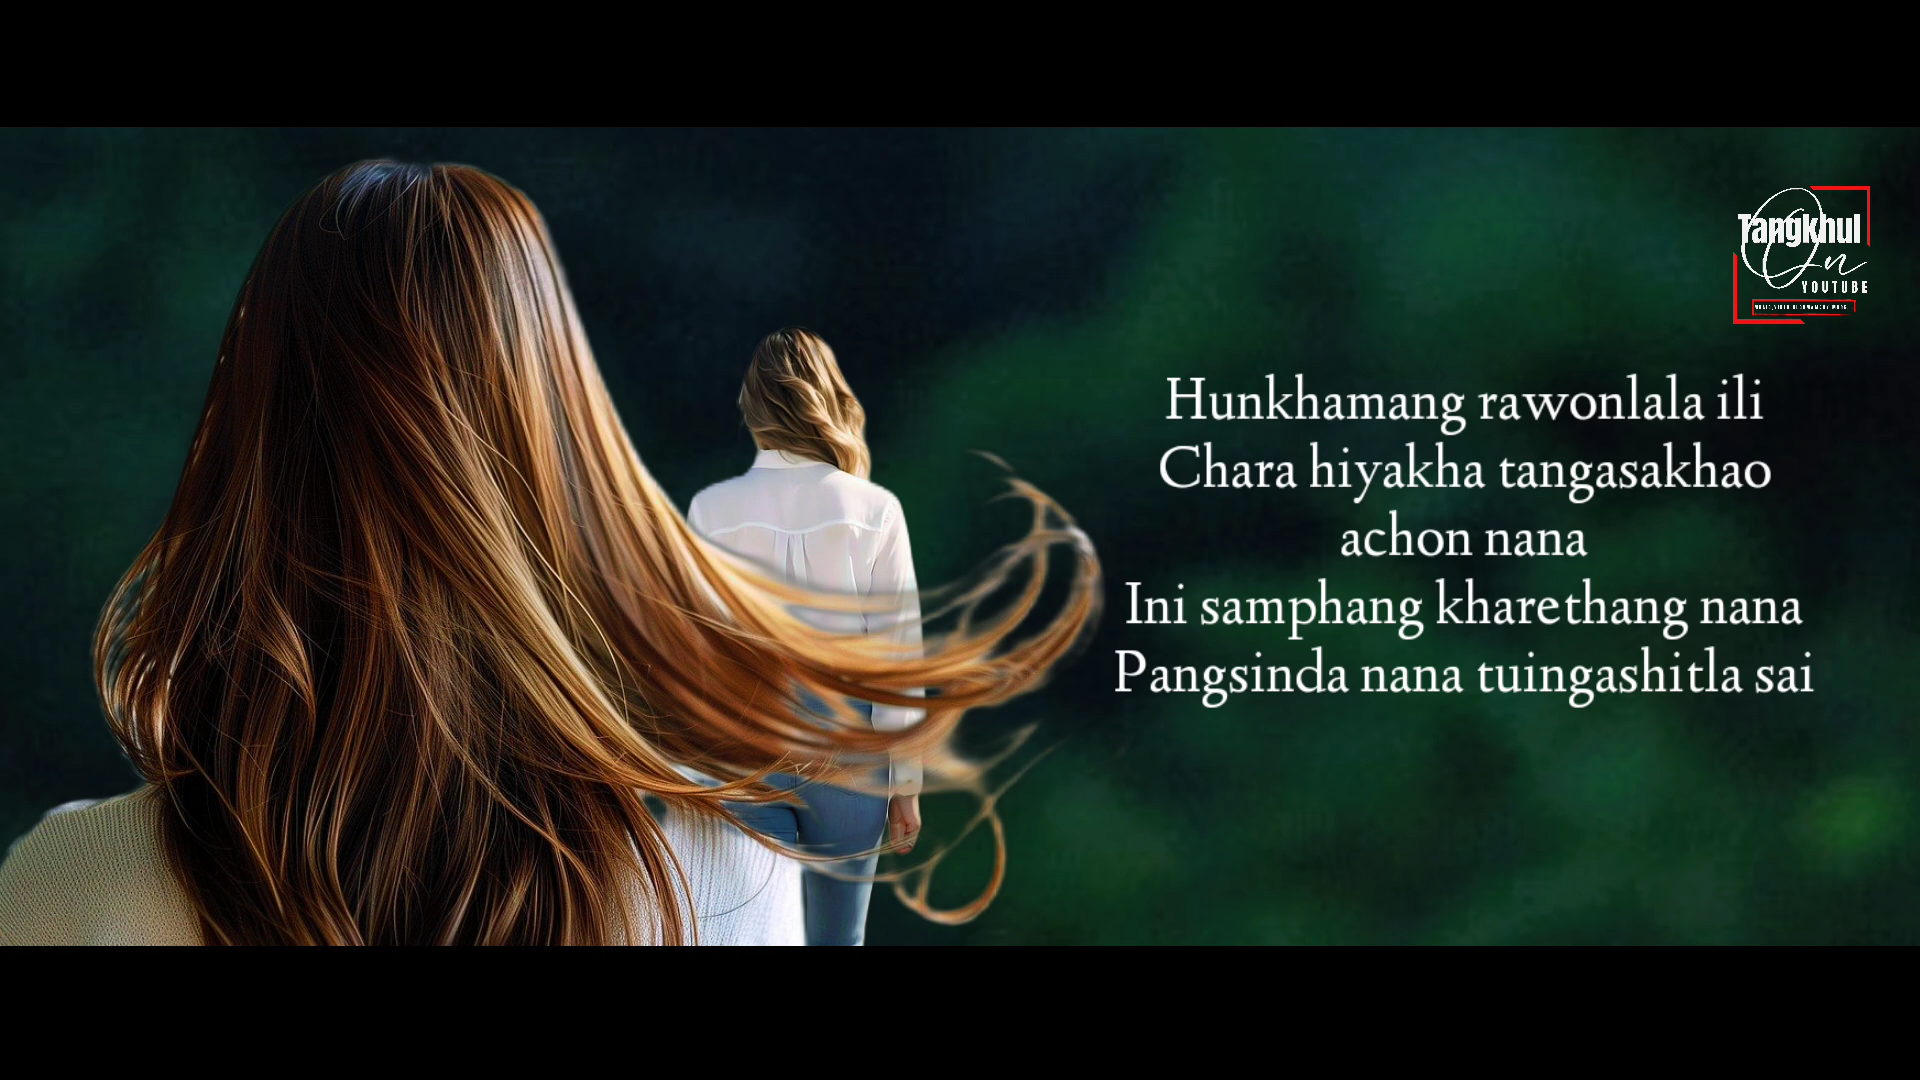 Tangkhul
On
YOUTUBE
Hunkhamang rawonlala ili
Chara hiyakha tangasakhao
achon nana
Ini samphang kharethang nana
Pangsinda nana tuingashitla sai